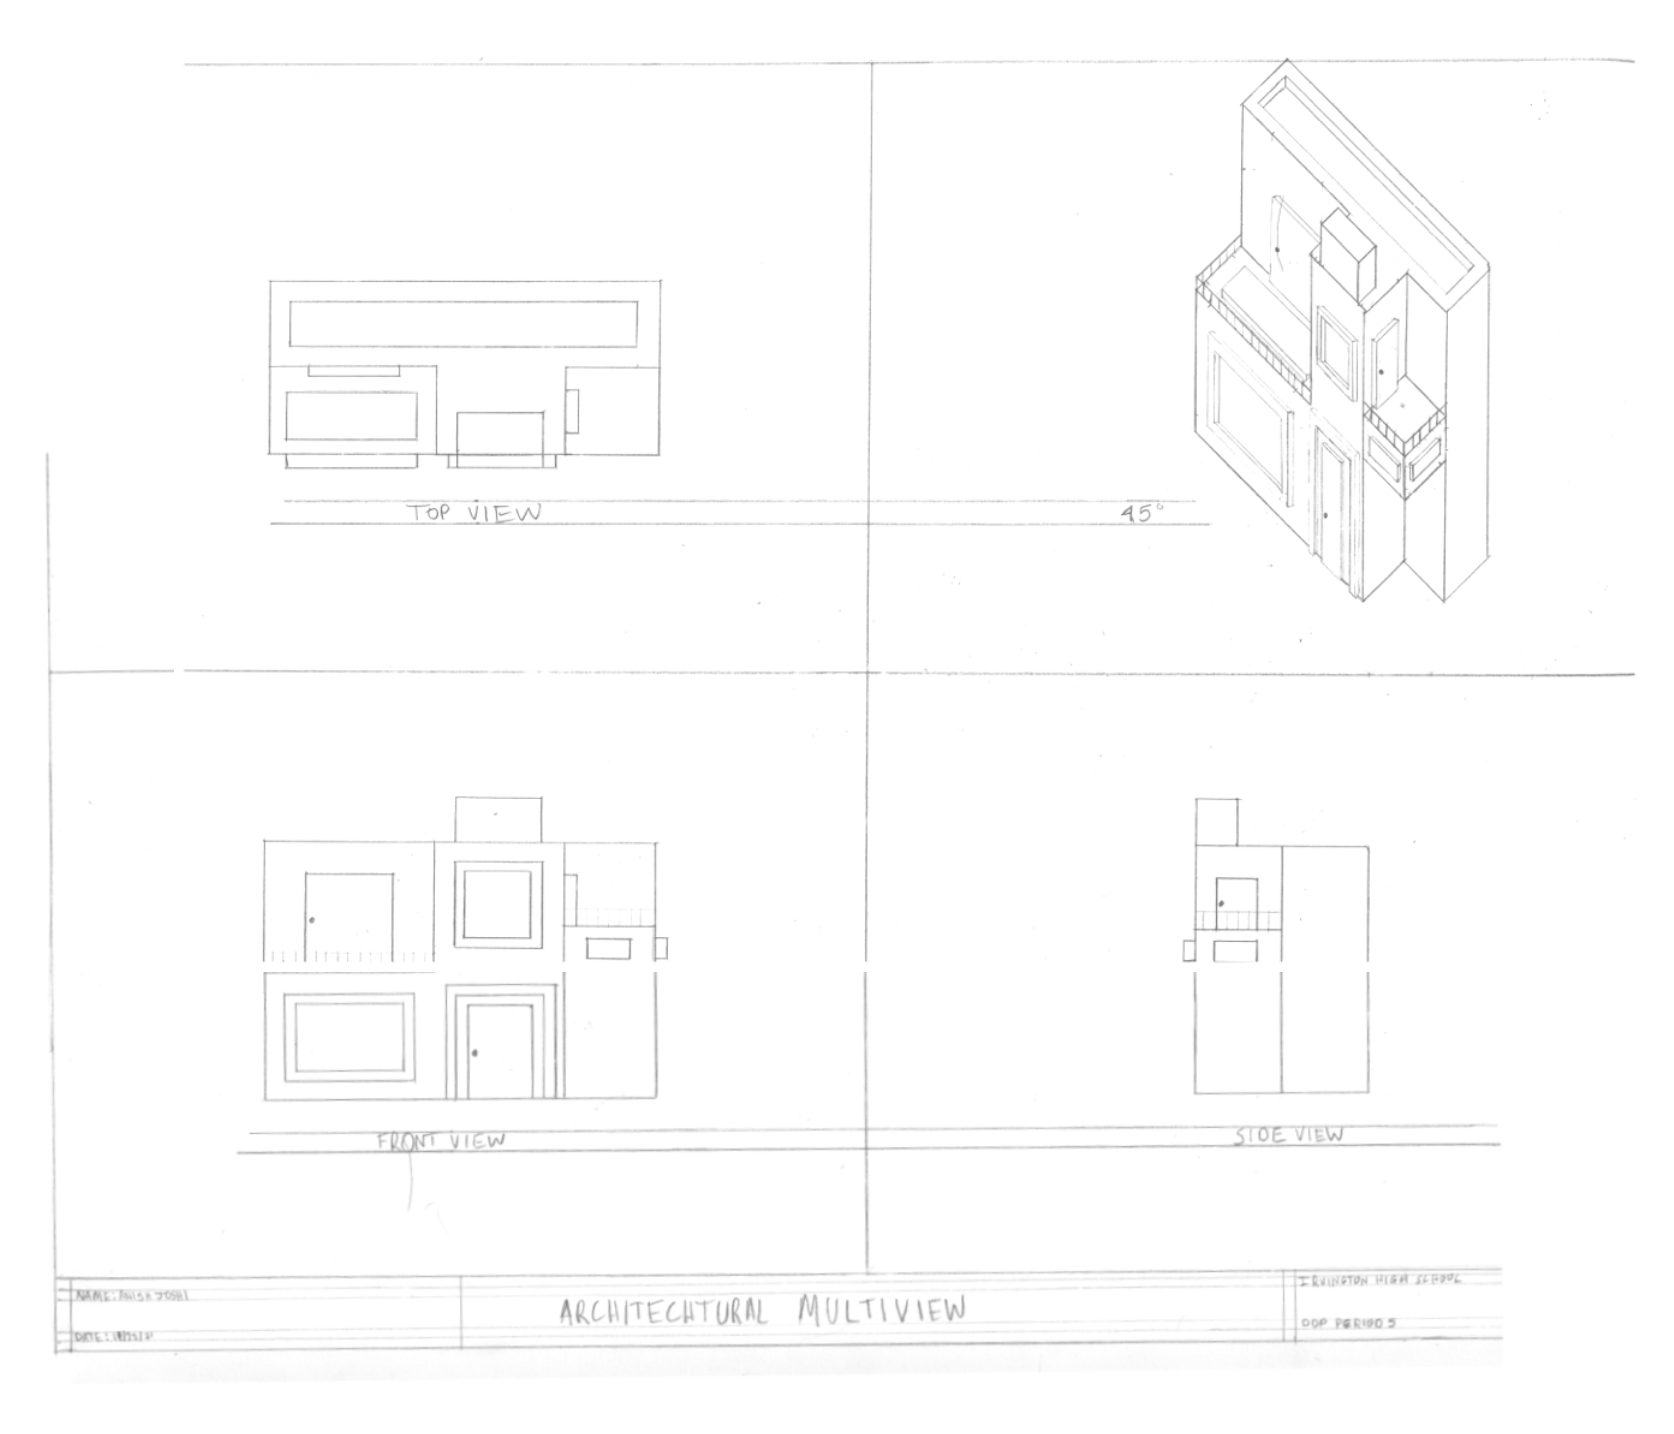 TOP VIEW
45°
FRONT VIEW
SIDE VIEW
NAME: ANISH JOSHI
ARCHITECHTURAL MULTIVIEW
IRVINGTON HIGH SCHOOL
DATE:
DDP PERIOD 5